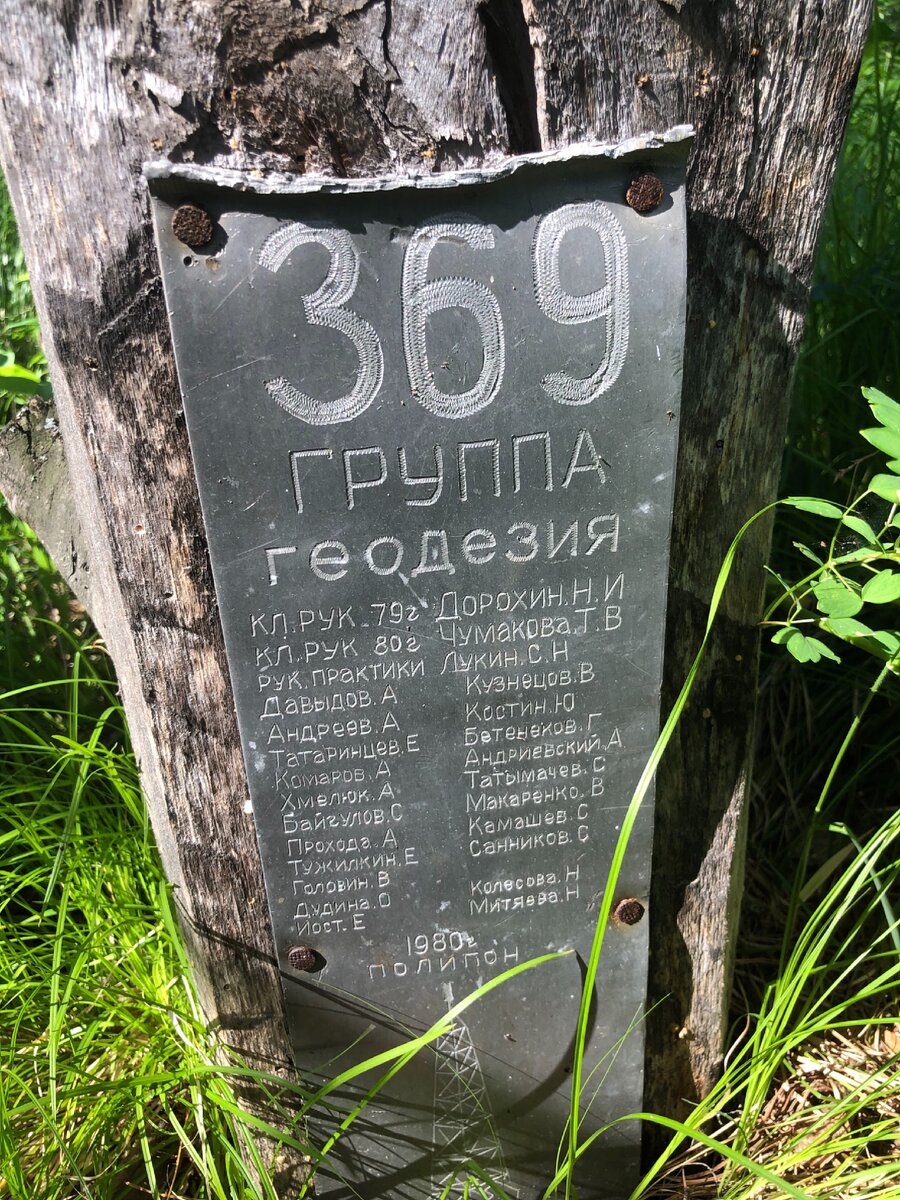 369
ГРУППА
геодезия
КЛ. РУК. 79г ДОРОХИН. Н. И
КЛ. РУК 80г ЧУМАКОВА. Т. В
РУК. ПРАКТИКИ ЛУКИН. С. Н
ДАВЫДОВ. А КУЗНЕЦОВ. В
АНДРЕЕВ. А КОСТИН. Ю
ТАТАРИНЦЕВ. Е БЕТЕНЕКОВ. Г
КОМАРОВ. А АНДРИЕВСКИЙ. А
ХМЕЛЮК. А ТАТЫМАЧЕВ. С
БАЙГУЛОВ. С МАКАРЕНКО. В
ПРОХОДА. А КАМАШЕВ. С
ТУЖИЛКИН. Е САННИКОВ. С
ГОЛОВИН. В
ДУДИНА. О КОЛЕСОВА. Н
ИОСТ. Е МИТЯЕВА. Н
1980г
ПОЛИГОН